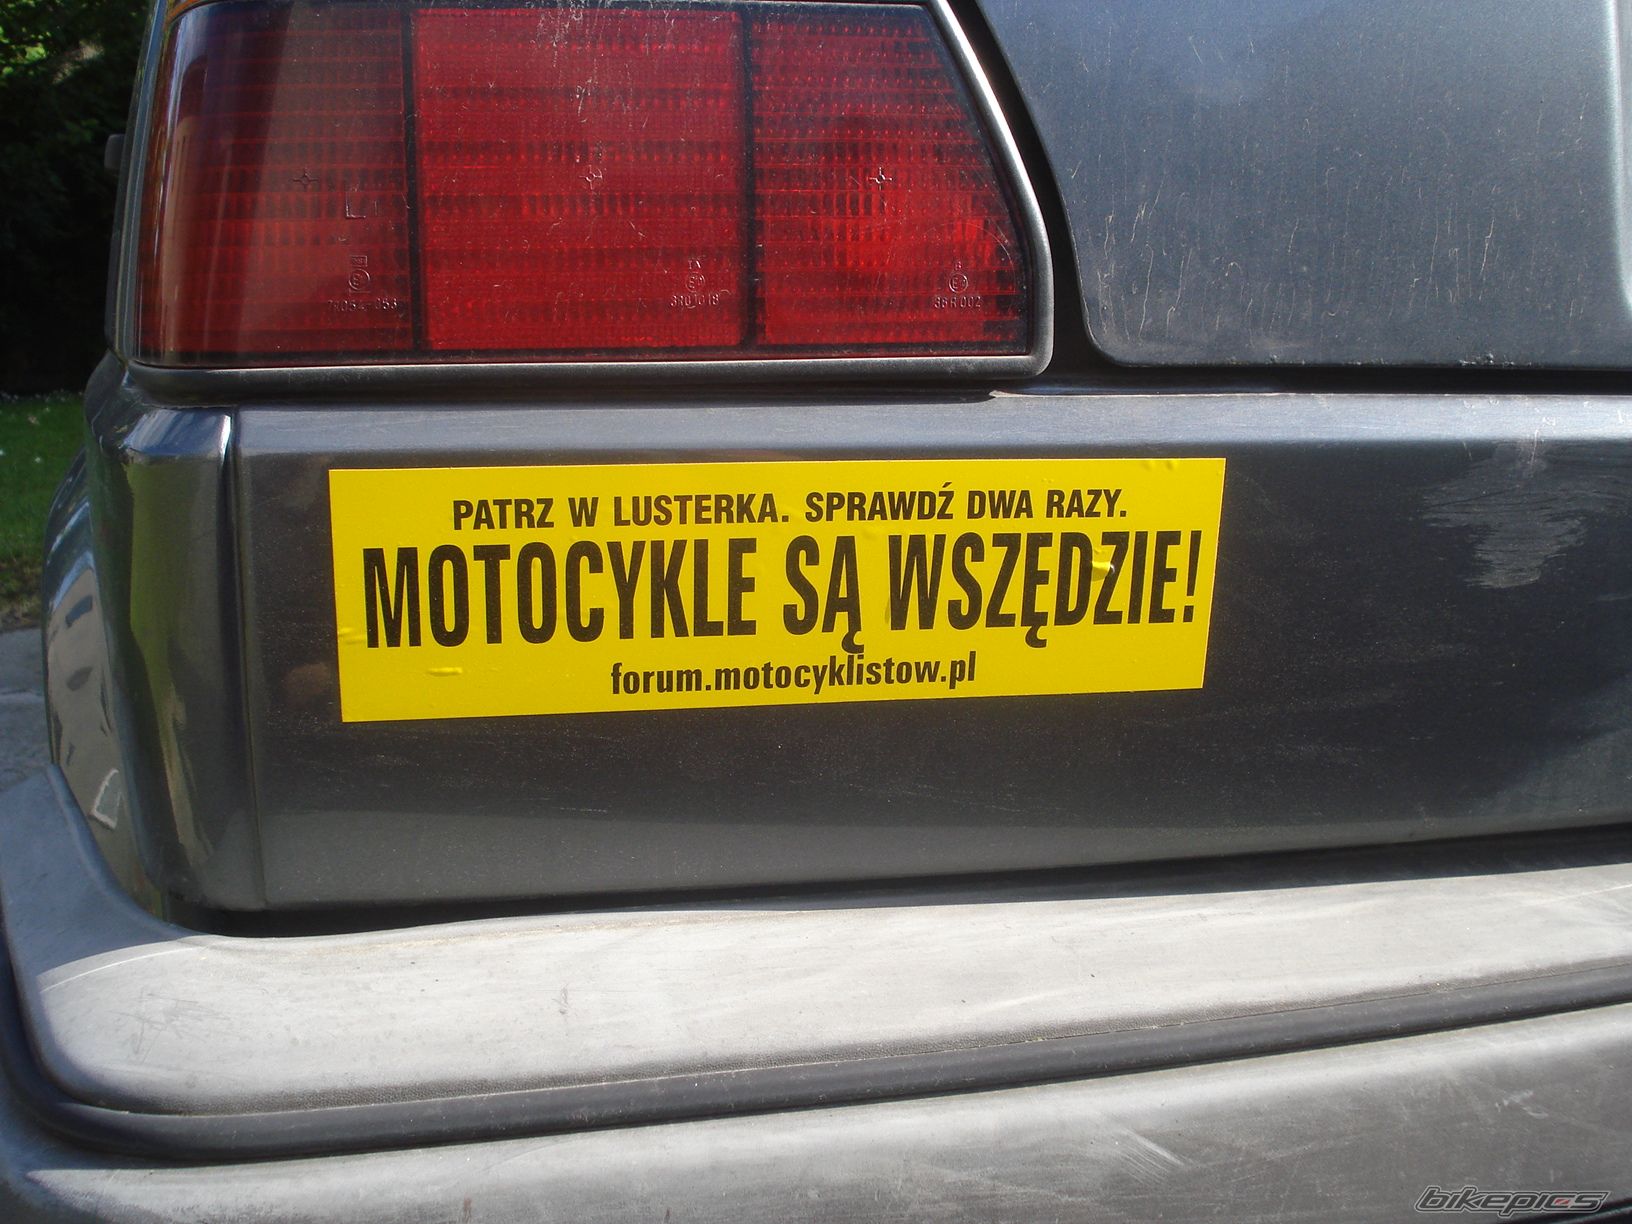 PATRZ W LUSTERKA. SPRAWDŹ DWA RAZY.
MOTOCYKLE SĄ WSZĘDZIE!
forum.motocyklistow.pl
bikepics